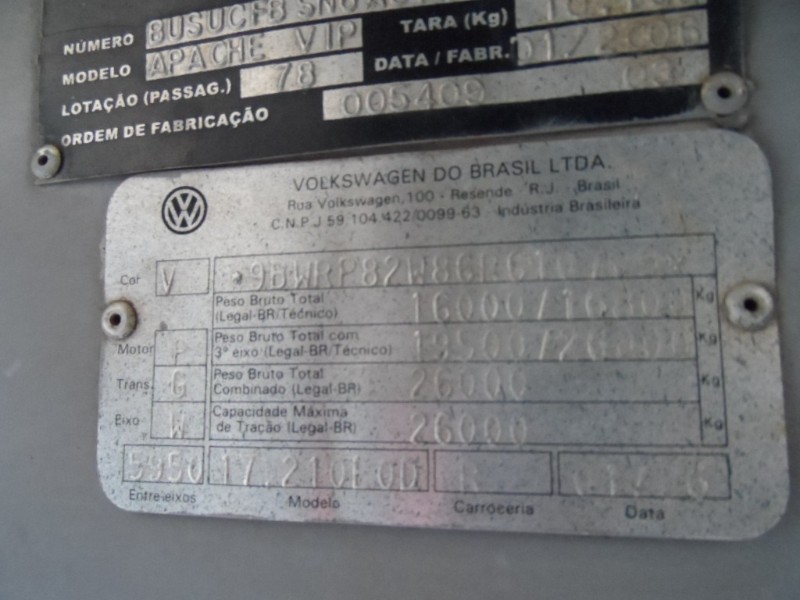 NÚMERO
TARA (Kg)
MODELO APACHE VIP DATA / FABR. 01/2006
LOTAÇÃO (PASSAG.) 78
ORDEM DE FABRICAÇÃO 005409 03
VOLKSWAGEN DO BRASIL LTDA.
Rua Volkswagen, 100 - Resende R.J. Brasil
C.N.P.J 59.104.422/0099-63 Indústria Brasileira
Cor V
Peso Bruto Total Kg
(Legal-BR/Técnico)
Motor P Peso Bruto Total com Kg
3º eixo (Legal-BR/Técnico)
Trans. G Peso Bruto Total 26000 Kg
Combinado (Legal-BR)
Eixo W Capacidade Máxima 26000 Kg
de Tração (Legal-BR)
5950 R
Entreeixos Modelo Carroceria Data